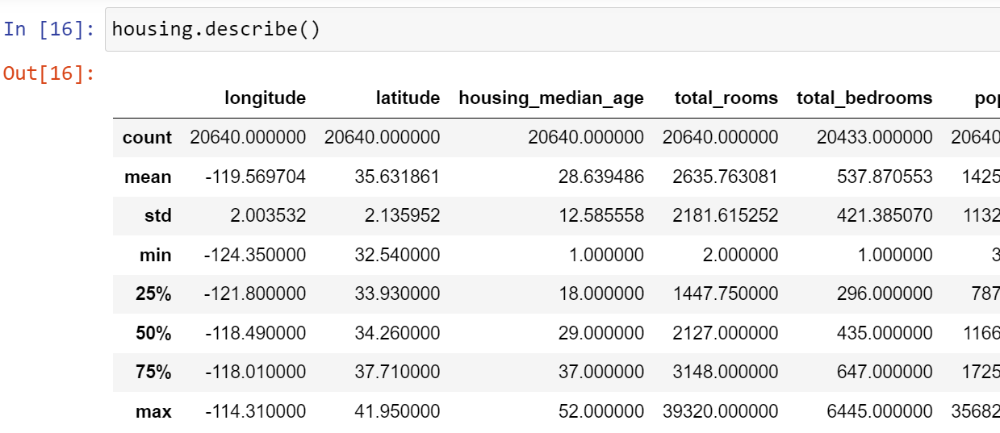 In [16]: housing.describe()
Out[16]:
longitude latitude housing_median_age total_rooms total_bedrooms pop
count 20640.000000 20640.000000 20640.000000 20640.000000 20433.000000 20640
mean -119.569704 35.631861 28.639486 2635.763081 537.870553 1425
std 2.003532 2.135952 12.585558 2181.615252 421.385070 1132
min -124.350000 32.540000 1.000000 2.000000 1.000000 3
25% -121.800000 33.930000 18.000000 1447.750000 296.000000 787
50% -118.490000 34.260000 29.000000 2127.000000 435.000000 1166
75% -118.010000 37.710000 37.000000 3148.000000 647.000000 1725
max -114.310000 41.950000 52.000000 39320.000000 6445.000000 35682